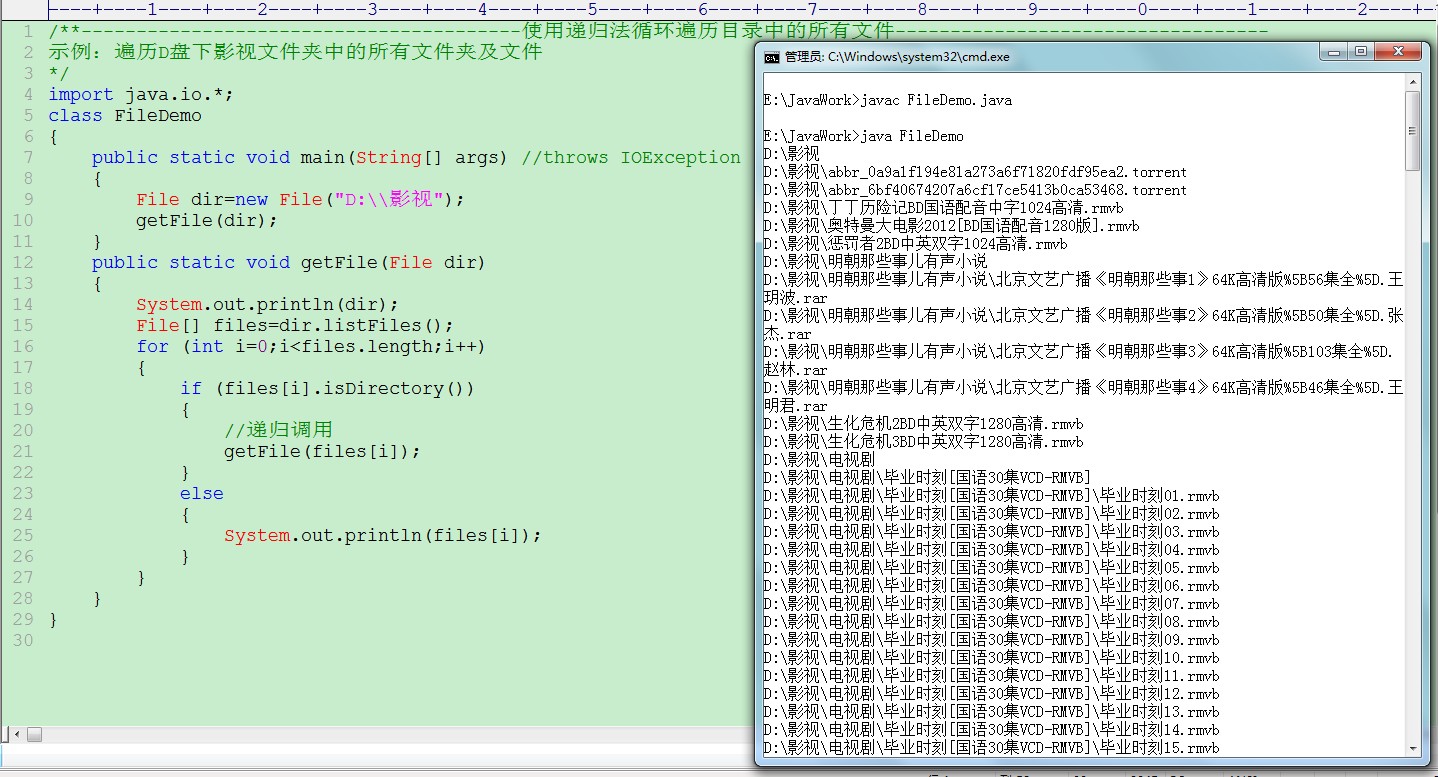 ----+----1----+----2----+----3----+----4----+----5----+----6----+----7----+----8----+----9----+----0----+----1----+----2----+-
1 /**----------------------------------------使用递归法循环遍历目录中的所有文件----------------------------------
2 示例：遍历D盘下影视文件夹中的所有文件夹及文件
3 */
4 import java.io.*;
5 class FileDemo
6 {
7     public static void main(String[] args) //throws IOException
8     {
9         File dir=new File("D:\\影视");
10         getFile(dir);
11     }
12     public static void getFile(File dir)
13     {
14         System.out.println(dir);
15         File[] files=dir.listFiles();
16         for (int i=0;i<files.length;i++)
17         {
18             if (files[i].isDirectory())
19             {
20                 //递归调用
21                 getFile(files[i]);
22             }
23             else
24             {
25                 System.out.println(files[i]);
26             }
27         }
28     }
29 }
30
管理员: C:\Windows\system32\cmd.exe
E:\JavaWork>javac FileDemo.java
E:\JavaWork>java FileDemo
D:\影视
D:\影视\abbr_0a9a1f194e81a273a6f71820fdf95ea2.torrent
D:\影视\abbr_6bf40674207a6cf17ce5413b0ca53468.torrent
D:\影视\丁丁历险记BD国语配音中字1024高清.rmvb
D:\影视\奥特曼大电影2012[BD国语配音1280版].rmvb
D:\影视\惩罚者2BD中英双字1024高清.rmvb
D:\影视\明朝那些事儿有声小说
D:\影视\明朝那些事儿有声小说\北京文艺广播《明朝那些事1》64K高清版%5B56集全%5D.王
玥波.rar
D:\影视\明朝那些事儿有声小说\北京文艺广播《明朝那些事2》64K高清版%5B50集全%5D.张
杰.rar
D:\影视\明朝那些事儿有声小说\北京文艺广播《明朝那些事3》64K高清版%5B103集全%5D.
赵林.rar
D:\影视\明朝那些事儿有声小说\北京文艺广播《明朝那些事4》64K高清版%5B46集全%5D.王
明君.rar
D:\影视\生化危机2BD中英双字1280高清.rmvb
D:\影视\生化危机3BD中英双字1280高清.rmvb
D:\影视\电视剧
D:\影视\电视剧\毕业时刻[国语30集VCD-RMVB]
D:\影视\电视剧\毕业时刻[国语30集VCD-RMVB]\毕业时刻01.rmvb
D:\影视\电视剧\毕业时刻[国语30集VCD-RMVB]\毕业时刻02.rmvb
D:\影视\电视剧\毕业时刻[国语30集VCD-RMVB]\毕业时刻03.rmvb
D:\影视\电视剧\毕业时刻[国语30集VCD-RMVB]\毕业时刻04.rmvb
D:\影视\电视剧\毕业时刻[国语30集VCD-RMVB]\毕业时刻05.rmvb
D:\影视\电视剧\毕业时刻[国语30集VCD-RMVB]\毕业时刻06.rmvb
D:\影视\电视剧\毕业时刻[国语30集VCD-RMVB]\毕业时刻07.rmvb
D:\影视\电视剧\毕业时刻[国语30集VCD-RMVB]\毕业时刻08.rmvb
D:\影视\电视剧\毕业时刻[国语30集VCD-RMVB]\毕业时刻09.rmvb
D:\影视\电视剧\毕业时刻[国语30集VCD-RMVB]\毕业时刻10.rmvb
D:\影视\电视剧\毕业时刻[国语30集VCD-RMVB]\毕业时刻11.rmvb
D:\影视\电视剧\毕业时刻[国语30集VCD-RMVB]\毕业时刻12.rmvb
D:\影视\电视剧\毕业时刻[国语30集VCD-RMVB]\毕业时刻13.rmvb
D:\影视\电视剧\毕业时刻[国语30集VCD-RMVB]\毕业时刻14.rmvb
D:\影视\电视剧\毕业时刻[国语30集VCD-RMVB]\毕业时刻15.rmvb